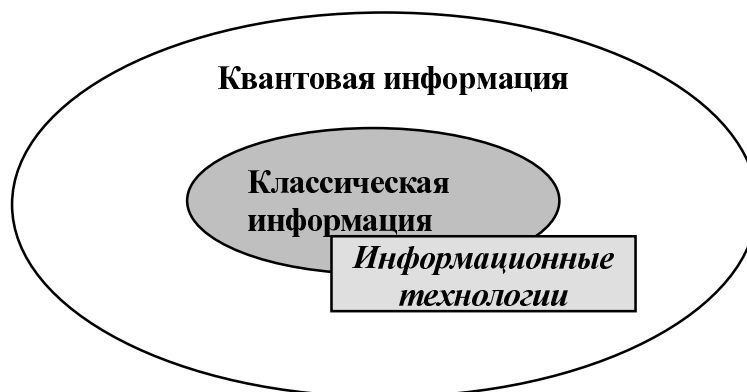 Квантовая информация
Классическая
информация
Информационные
технологии